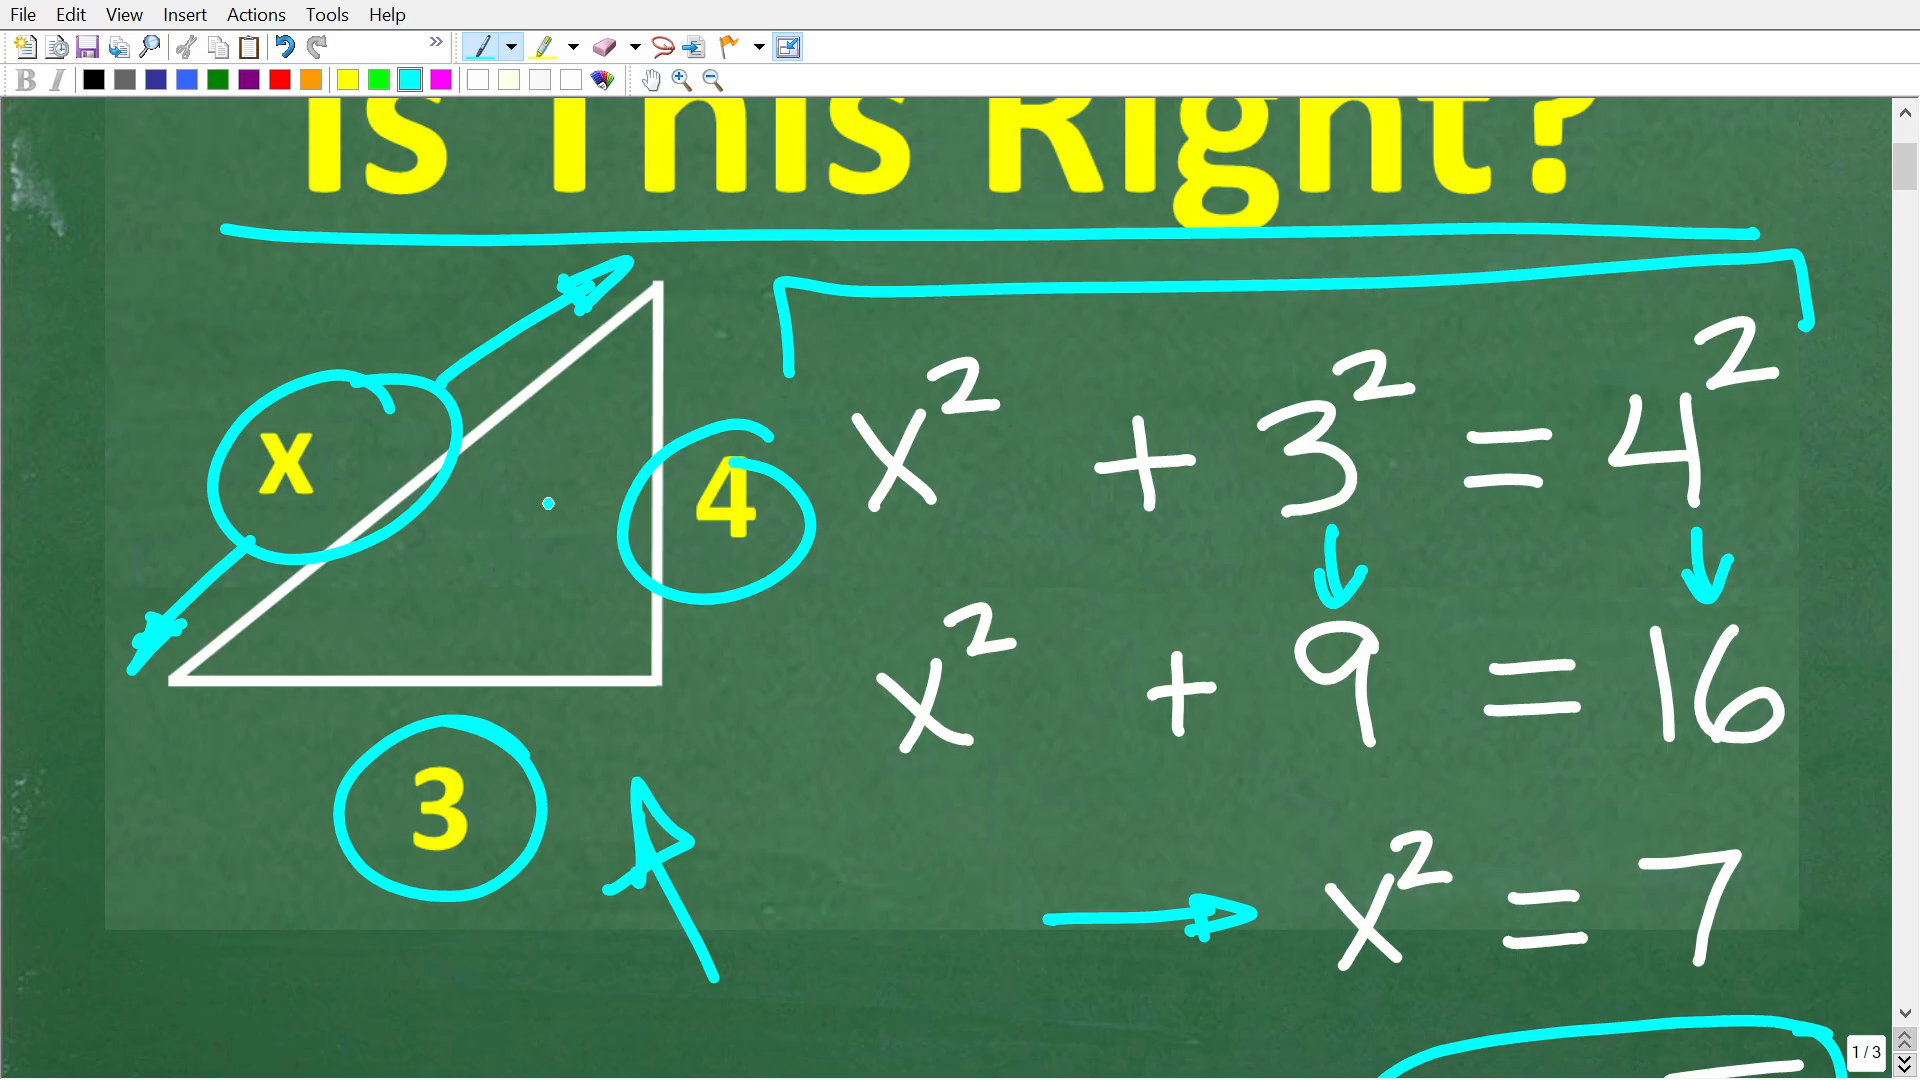 File Edit View Insert Actions Tools Help
B I
Is This Right?
x
4
3
x² + 3² = 4²
x² + 9 = 16
x² = 7
1 / 3